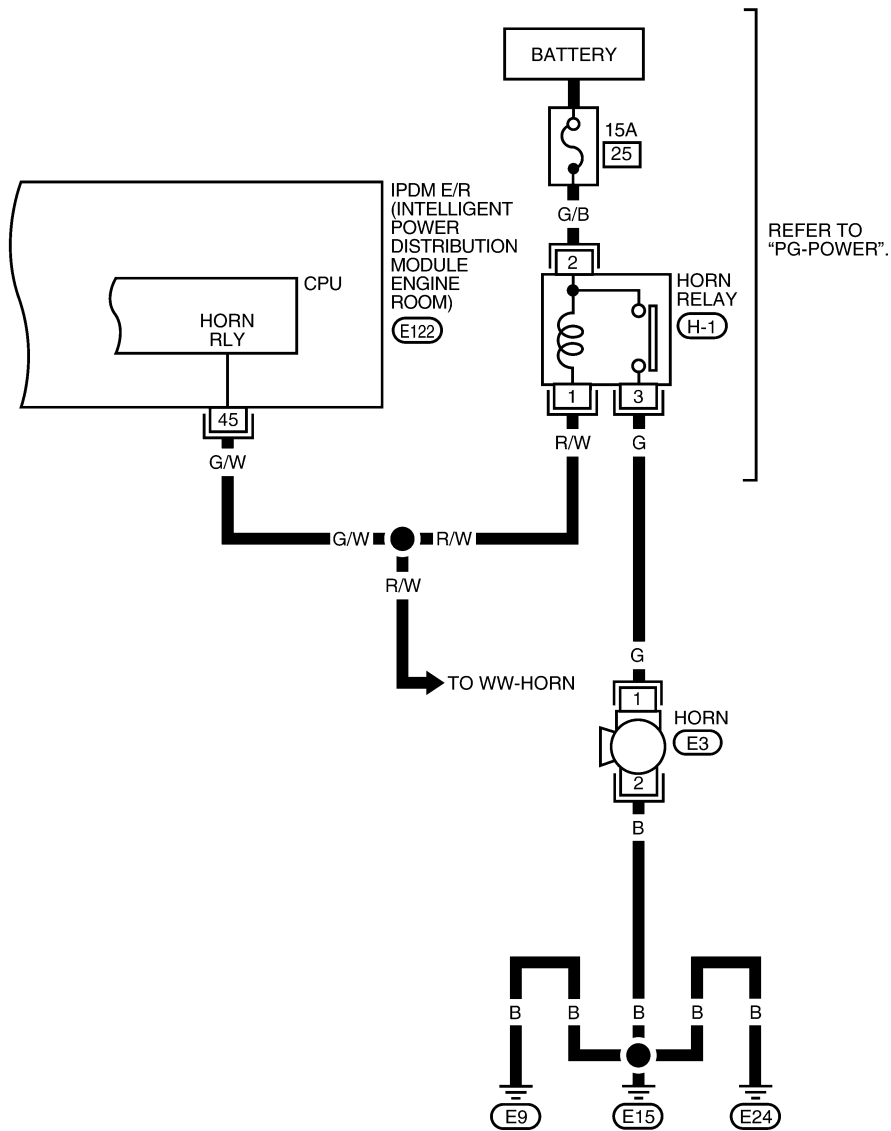 BATTERY
15A
25
G/B
IPDM E/R
(INTELLIGENT
POWER
DISTRIBUTION
MODULE
ENGINE
ROOM)
E122
CPU
HORN
RLY
45
G/W
REFER TO
“PG-POWER”.
2
HORN
RELAY
H-1
1
3
R/W
G
G/W
R/W
R/W
TO WW-HORN
G
1
HORN
E3
2
B
B
B
B
B
B
E9
E15
E24